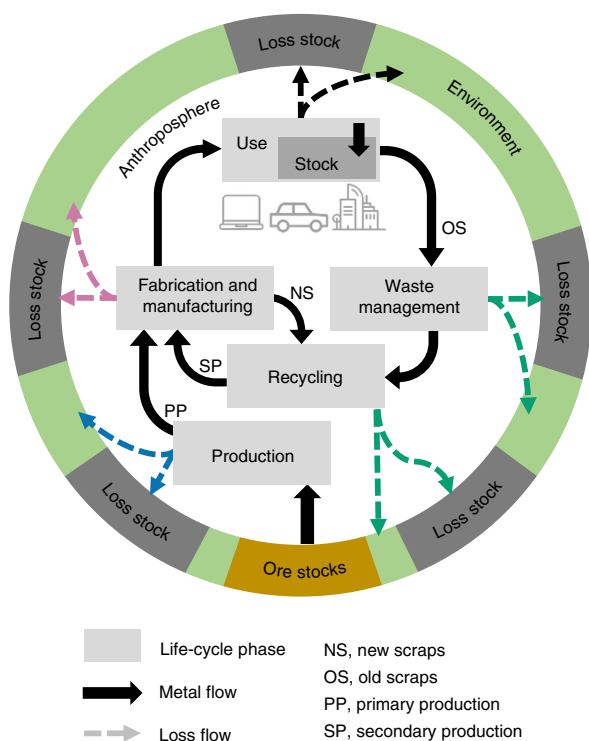 Loss stock
Environment
Anthroposphere
Use
Stock
OS
Loss stock
Fabrication and
manufacturing
NS
Waste
management
Loss stock
SP
Recycling
PP
Production
Loss stock
Loss stock
Ore stocks
Life-cycle phase
Metal flow
Loss flow
NS, new scraps
OS, old scraps
PP, primary production
SP, secondary production